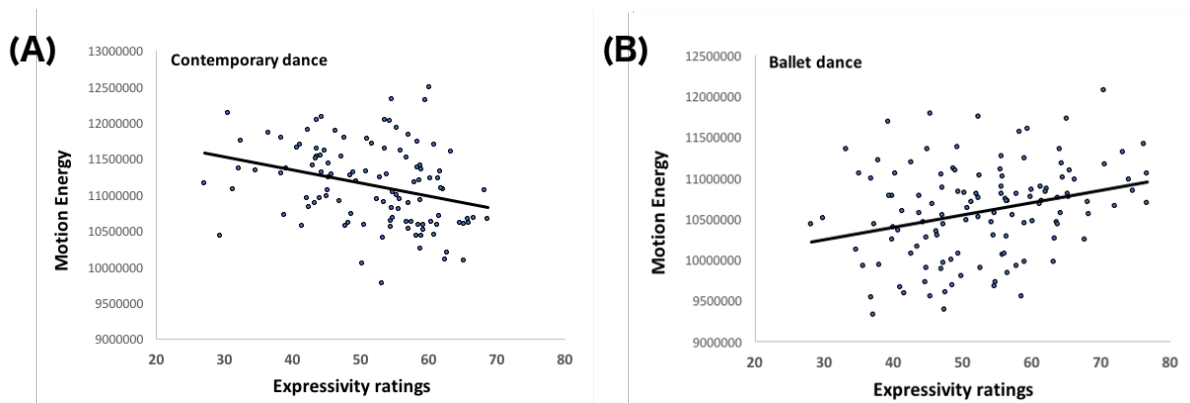 (A)
Contemporary dance
13000000
12500000
12000000
11500000
11000000
10500000
10000000
9500000
9000000
Motion Energy
20 30 40 50 60 70 80
Expressivity ratings
(B)
Ballet dance
12500000
12000000
11500000
11000000
10500000
10000000
9500000
9000000
Motion Energy
20 30 40 50 60 70 80
Expressivity ratings